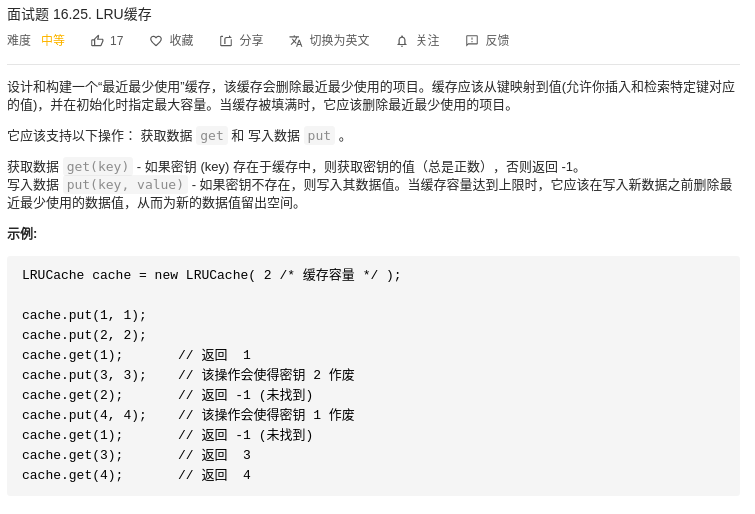 面试题 16.25. LRU缓存
难度 中等 17 收藏 分享 切换为英文 关注 反馈
设计和构建一个“最近最少使用”缓存，该缓存会删除最近最少使用的项目。缓存应该从键映射到值(允许你插入和检索特定键对应
的值)，并在初始化时指定最大容量。当缓存被填满时，它应该删除最近最少使用的项目。
它应该支持以下操作： 获取数据 get 和 写入数据 put 。
获取数据 get(key) - 如果密钥 (key) 存在于缓存中，则获取密钥的值（总是正数），否则返回 -1。
写入数据 put(key, value) - 如果密钥不存在，则写入其数据值。当缓存容量达到上限时，它应该在写入新数据之前删除最
近最少使用的数据值，从而为新的数据值留出空间。
示例:
LRUCache cache = new LRUCache( 2 /* 缓存容量 */ );
cache.put(1, 1);
cache.put(2, 2);
cache.get(1);       // 返回  1
cache.put(3, 3);    // 该操作会使得密钥 2 作废
cache.get(2);       // 返回 -1 (未找到)
cache.put(4, 4);    // 该操作会使得密钥 1 作废
cache.get(1);       // 返回 -1 (未找到)
cache.get(3);       // 返回  3
cache.get(4);       // 返回  4